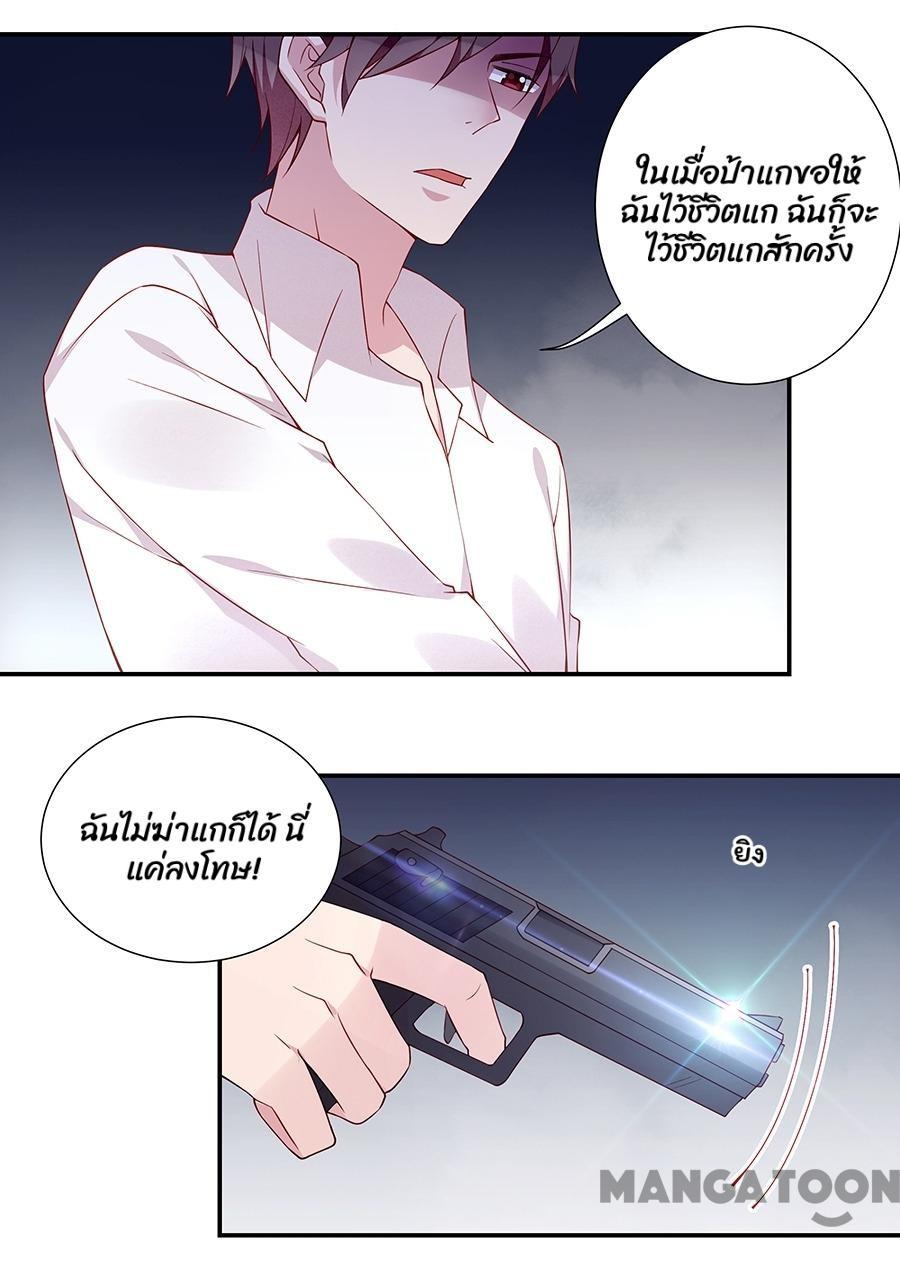 ในเมื่อป้าแกขอให้
ฉันไว้ชีวิตแก ฉันก็จะ
ไว้ชีวิตแกสักครั้ง
ฉันไม่ฆ่าแกก็ได้ นี่
แค่ลงโทษ!
ยิง
MANGATOON